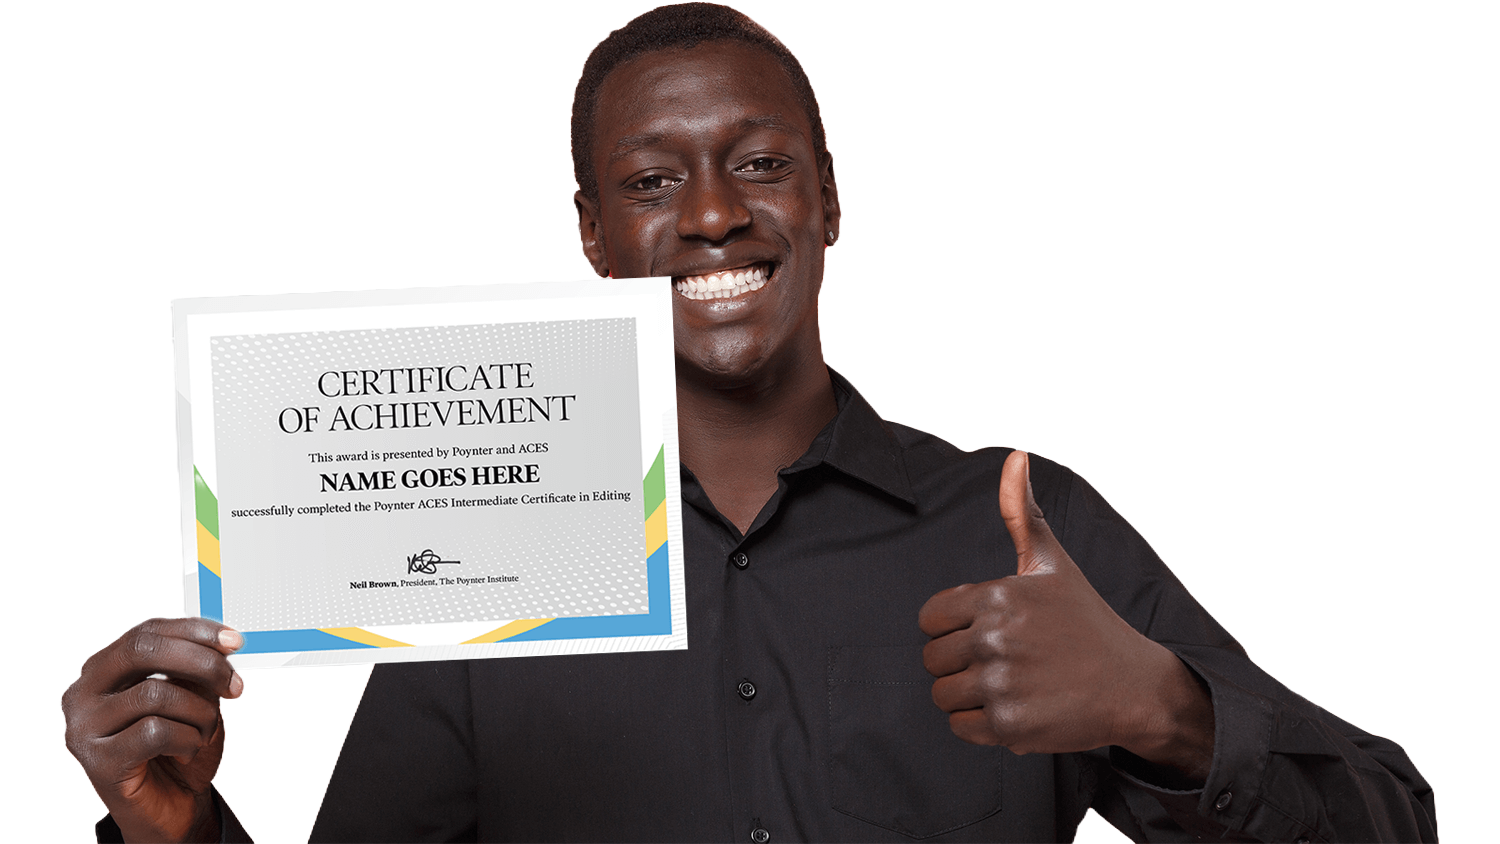 CERTIFICATE
OF ACHIEVEMENT
This award is presented by Poynter and ACES
NAME GOES HERE
successfully completed the Poynter ACES Intermediate Certificate in Editing
Neil Brown, President, The Poynter Institute